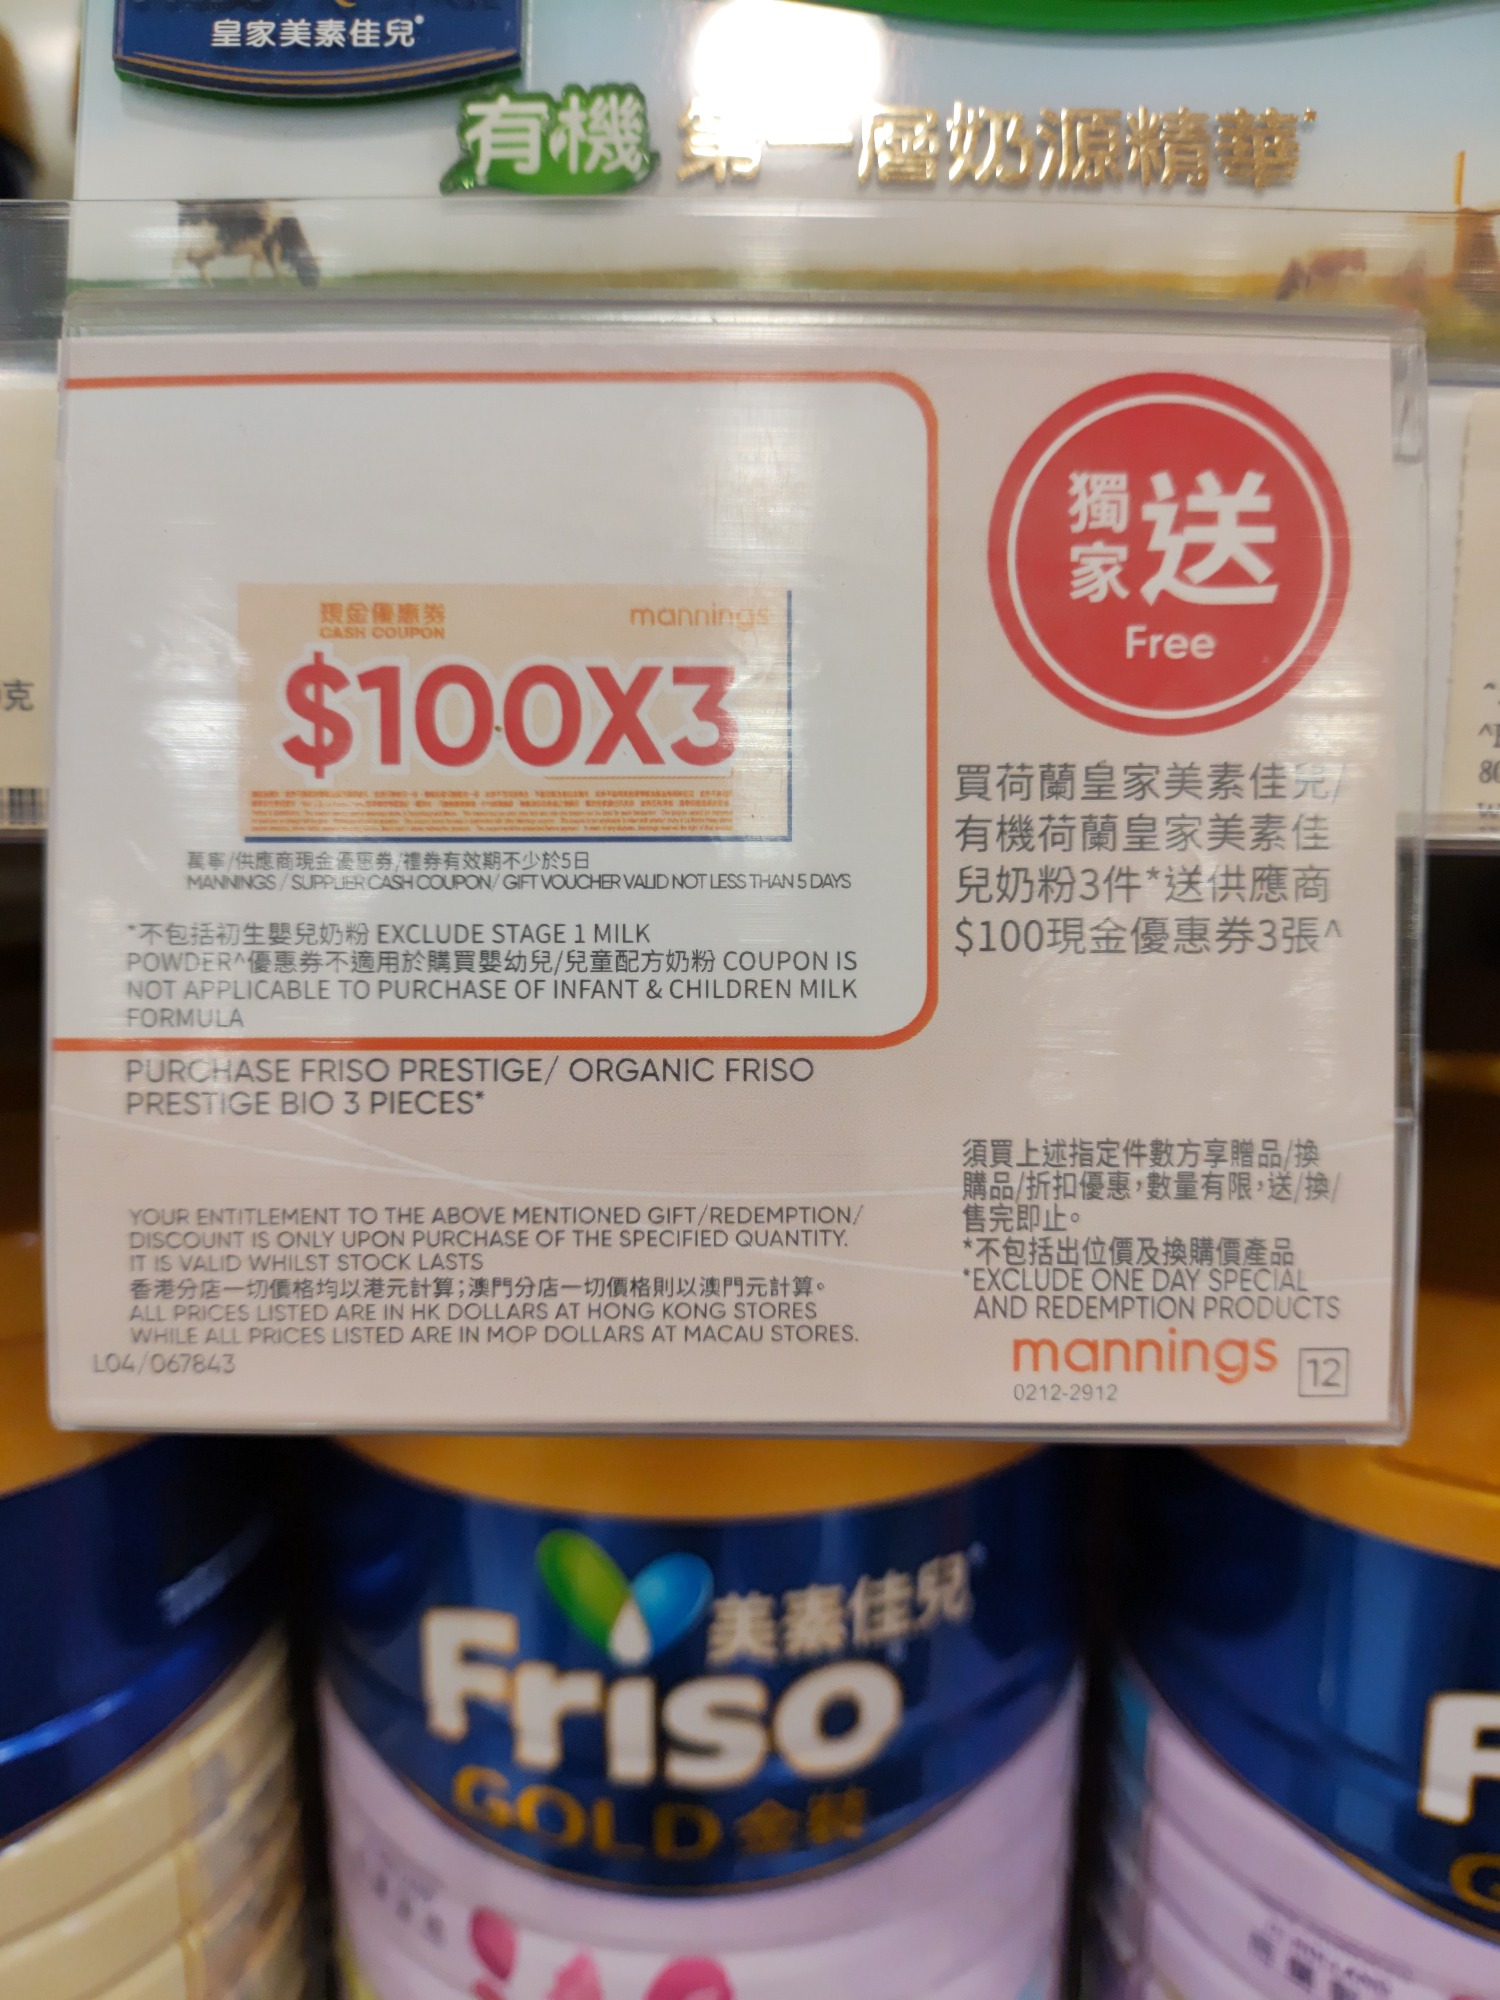 皇家美素佳兒®
有機 第一層奶源精華*
獨家送
Free
現金優惠券
CASH COUPON
mannings
$100X3
萬寧/供應商現金優惠券/禮券有效期不少於5日
MANNINGS / SUPPLIER CASH COUPON/ GIFT VOUCHER VALID NOT LESS THAN 5 DAYS
*不包括初生嬰兒奶粉 EXCLUDE STAGE 1 MILK
POWDER^優惠券不適用於購買嬰幼兒/兒童配方奶粉 COUPON IS
NOT APPLICABLE TO PURCHASE OF INFANT & CHILDREN MILK
FORMULA
買荷蘭皇家美素佳兒/
有機荷蘭皇家美素佳
兒奶粉3件*送供應商
$100現金優惠券3張^
PURCHASE FRISO PRESTIGE/ ORGANIC FRISO
PRESTIGE BIO 3 PIECES*
YOUR ENTITLEMENT TO THE ABOVE MENTIONED GIFT/REDEMPTION/
DISCOUNT IS ONLY UPON PURCHASE OF THE SPECIFIED QUANTITY.
IT IS VALID WHILST STOCK LASTS
香港分店一切價格均以港元計算;澳門分店一切價格則以澳門元計算。
ALL PRICES LISTED ARE IN HK DOLLARS AT HONG KONG STORES
WHILE ALL PRICES LISTED ARE IN MOP DOLLARS AT MACAU STORES.
L04/067843
須買上述指定件數方享贈品/換
購品/折扣優惠,數量有限,送/換/
售完即止。
*不包括出位價及換購價產品
*EXCLUDE ONE DAY SPECIAL
AND REDEMPTION PRODUCTS
mannings 12
0212-2912
克
80
美素佳兒
Friso
GOLD 金裝
F
G